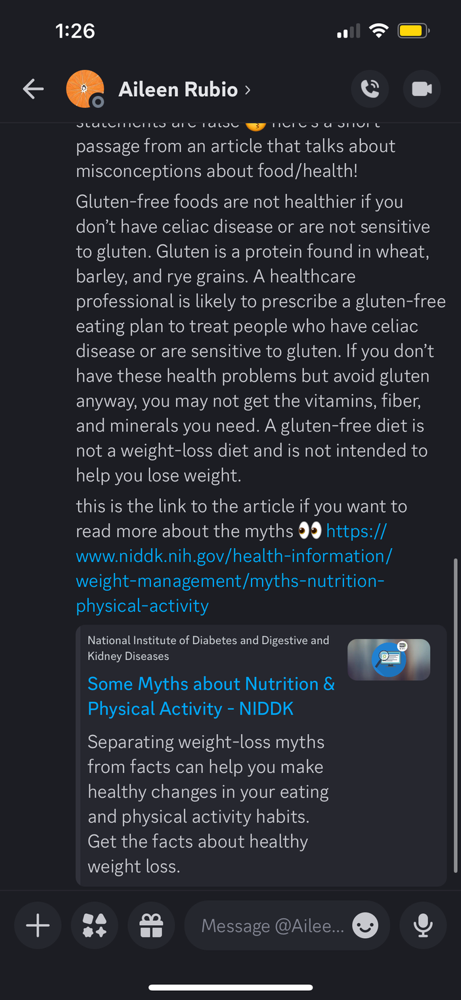 1:26
Aileen Rubio
statements are false 😗 here's a short
passage from an article that talks about
misconceptions about food/health!
Gluten-free foods are not healthier if you
don’t have celiac disease or are not sensitive
to gluten. Gluten is a protein found in wheat,
barley, and rye grains. A healthcare
professional is likely to prescribe a gluten-free
eating plan to treat people who have celiac
disease or are sensitive to gluten. If you don’t
have these health problems but avoid gluten
anyway, you may not get the vitamins, fiber,
and minerals you need. A gluten-free diet is
not a weight-loss diet and is not intended to
help you lose weight.
this is the link to the article if you want to
read more about the myths 👀 https://
www.niddk.nih.gov/health-information/
weight-management/myths-nutrition-
physical-activity
National Institute of Diabetes and Digestive and
Kidney Diseases
Some Myths about Nutrition &
Physical Activity - NIDDK
Separating weight-loss myths
from facts can help you make
healthy changes in your eating
and physical activity habits.
Get the facts about healthy
weight loss.
Message @Ailee...